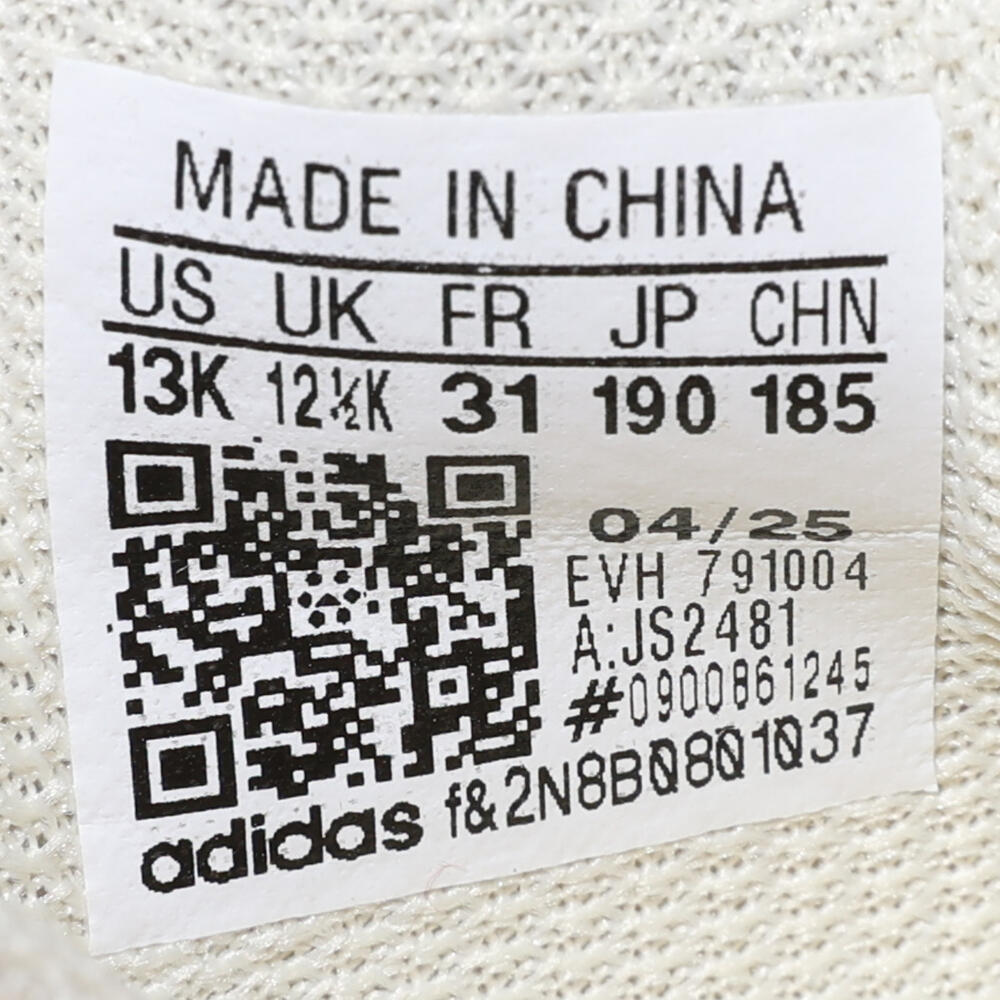 MADE IN CHINA
US UK FR JP CHN
13K 12½K 31 190 185
04/25
EVH 791004
A:JS2481
#0900861245
adidas f&2N8B0801037